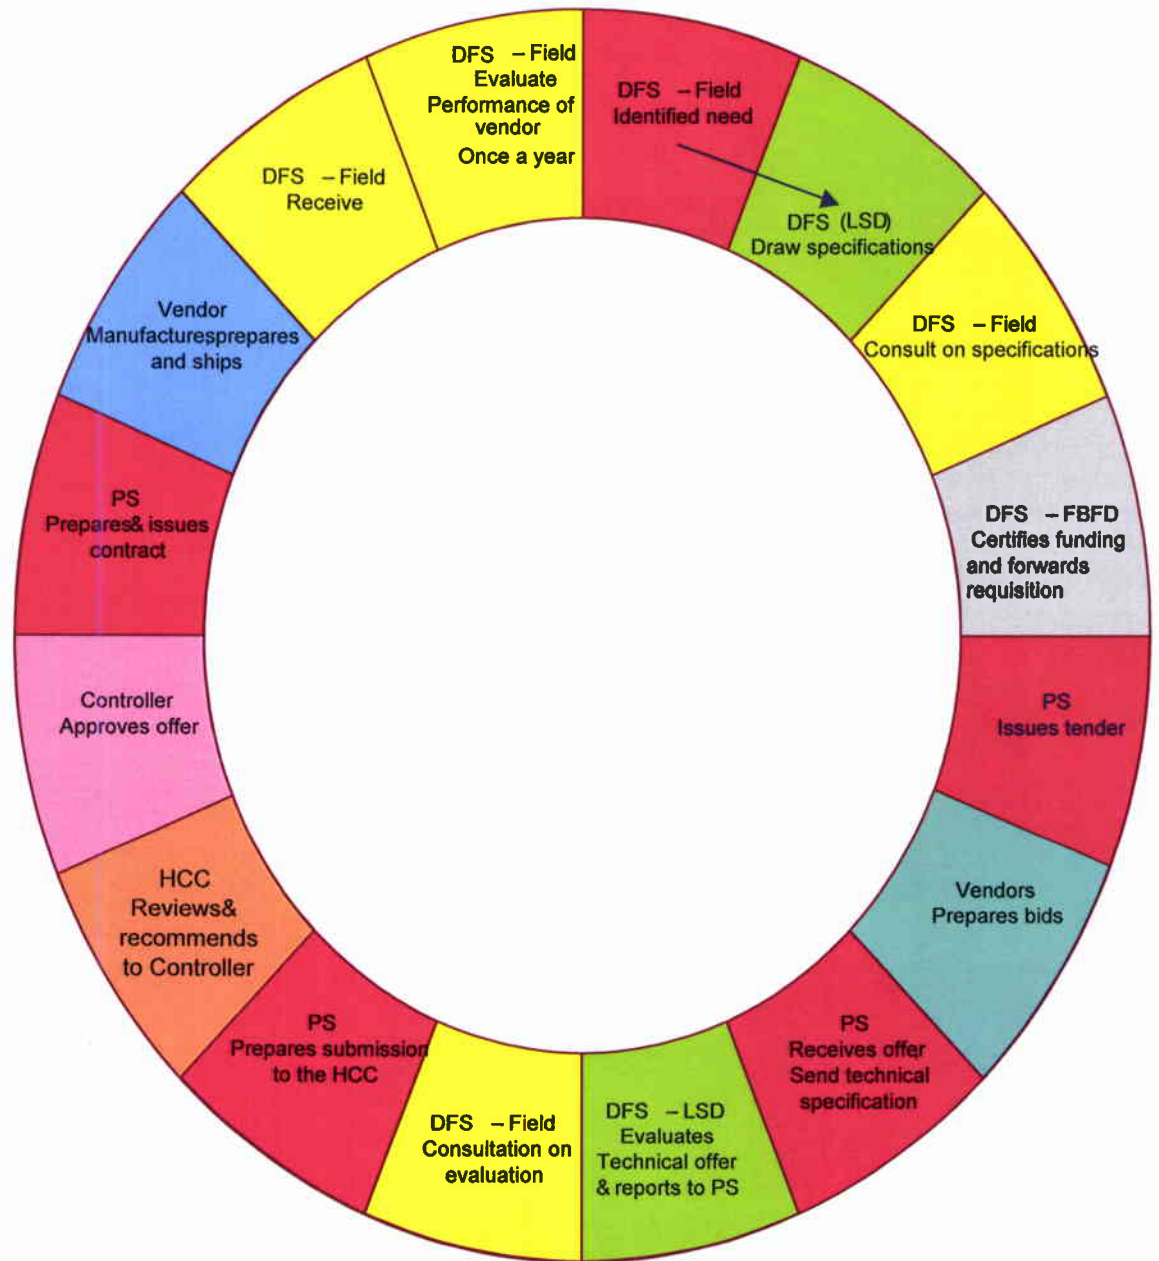 DFS – Field
Identified need
DFS (LSD)
Draw specifications
DFS – Field
Consult on specifications
DFS – FBFD
Certifies funding
and forwards
requisition
PS
Issues tender
Vendors
Prepares bids
PS
Receives offer
Send technical
specification
DFS – LSD
Evaluates
Technical offer
& reports to PS
DFS – Field
Consultation on
evaluation
PS
Prepares submission
to the HCC
HCC
Reviews&
recommends
to Controller
Controller
Approves offer
PS
Prepares& issues
contract
Vendor
Manufacturesprepares
and ships
DFS – Field
Receive
DFS – Field
Evaluate
Performance of
vendor
Once a year